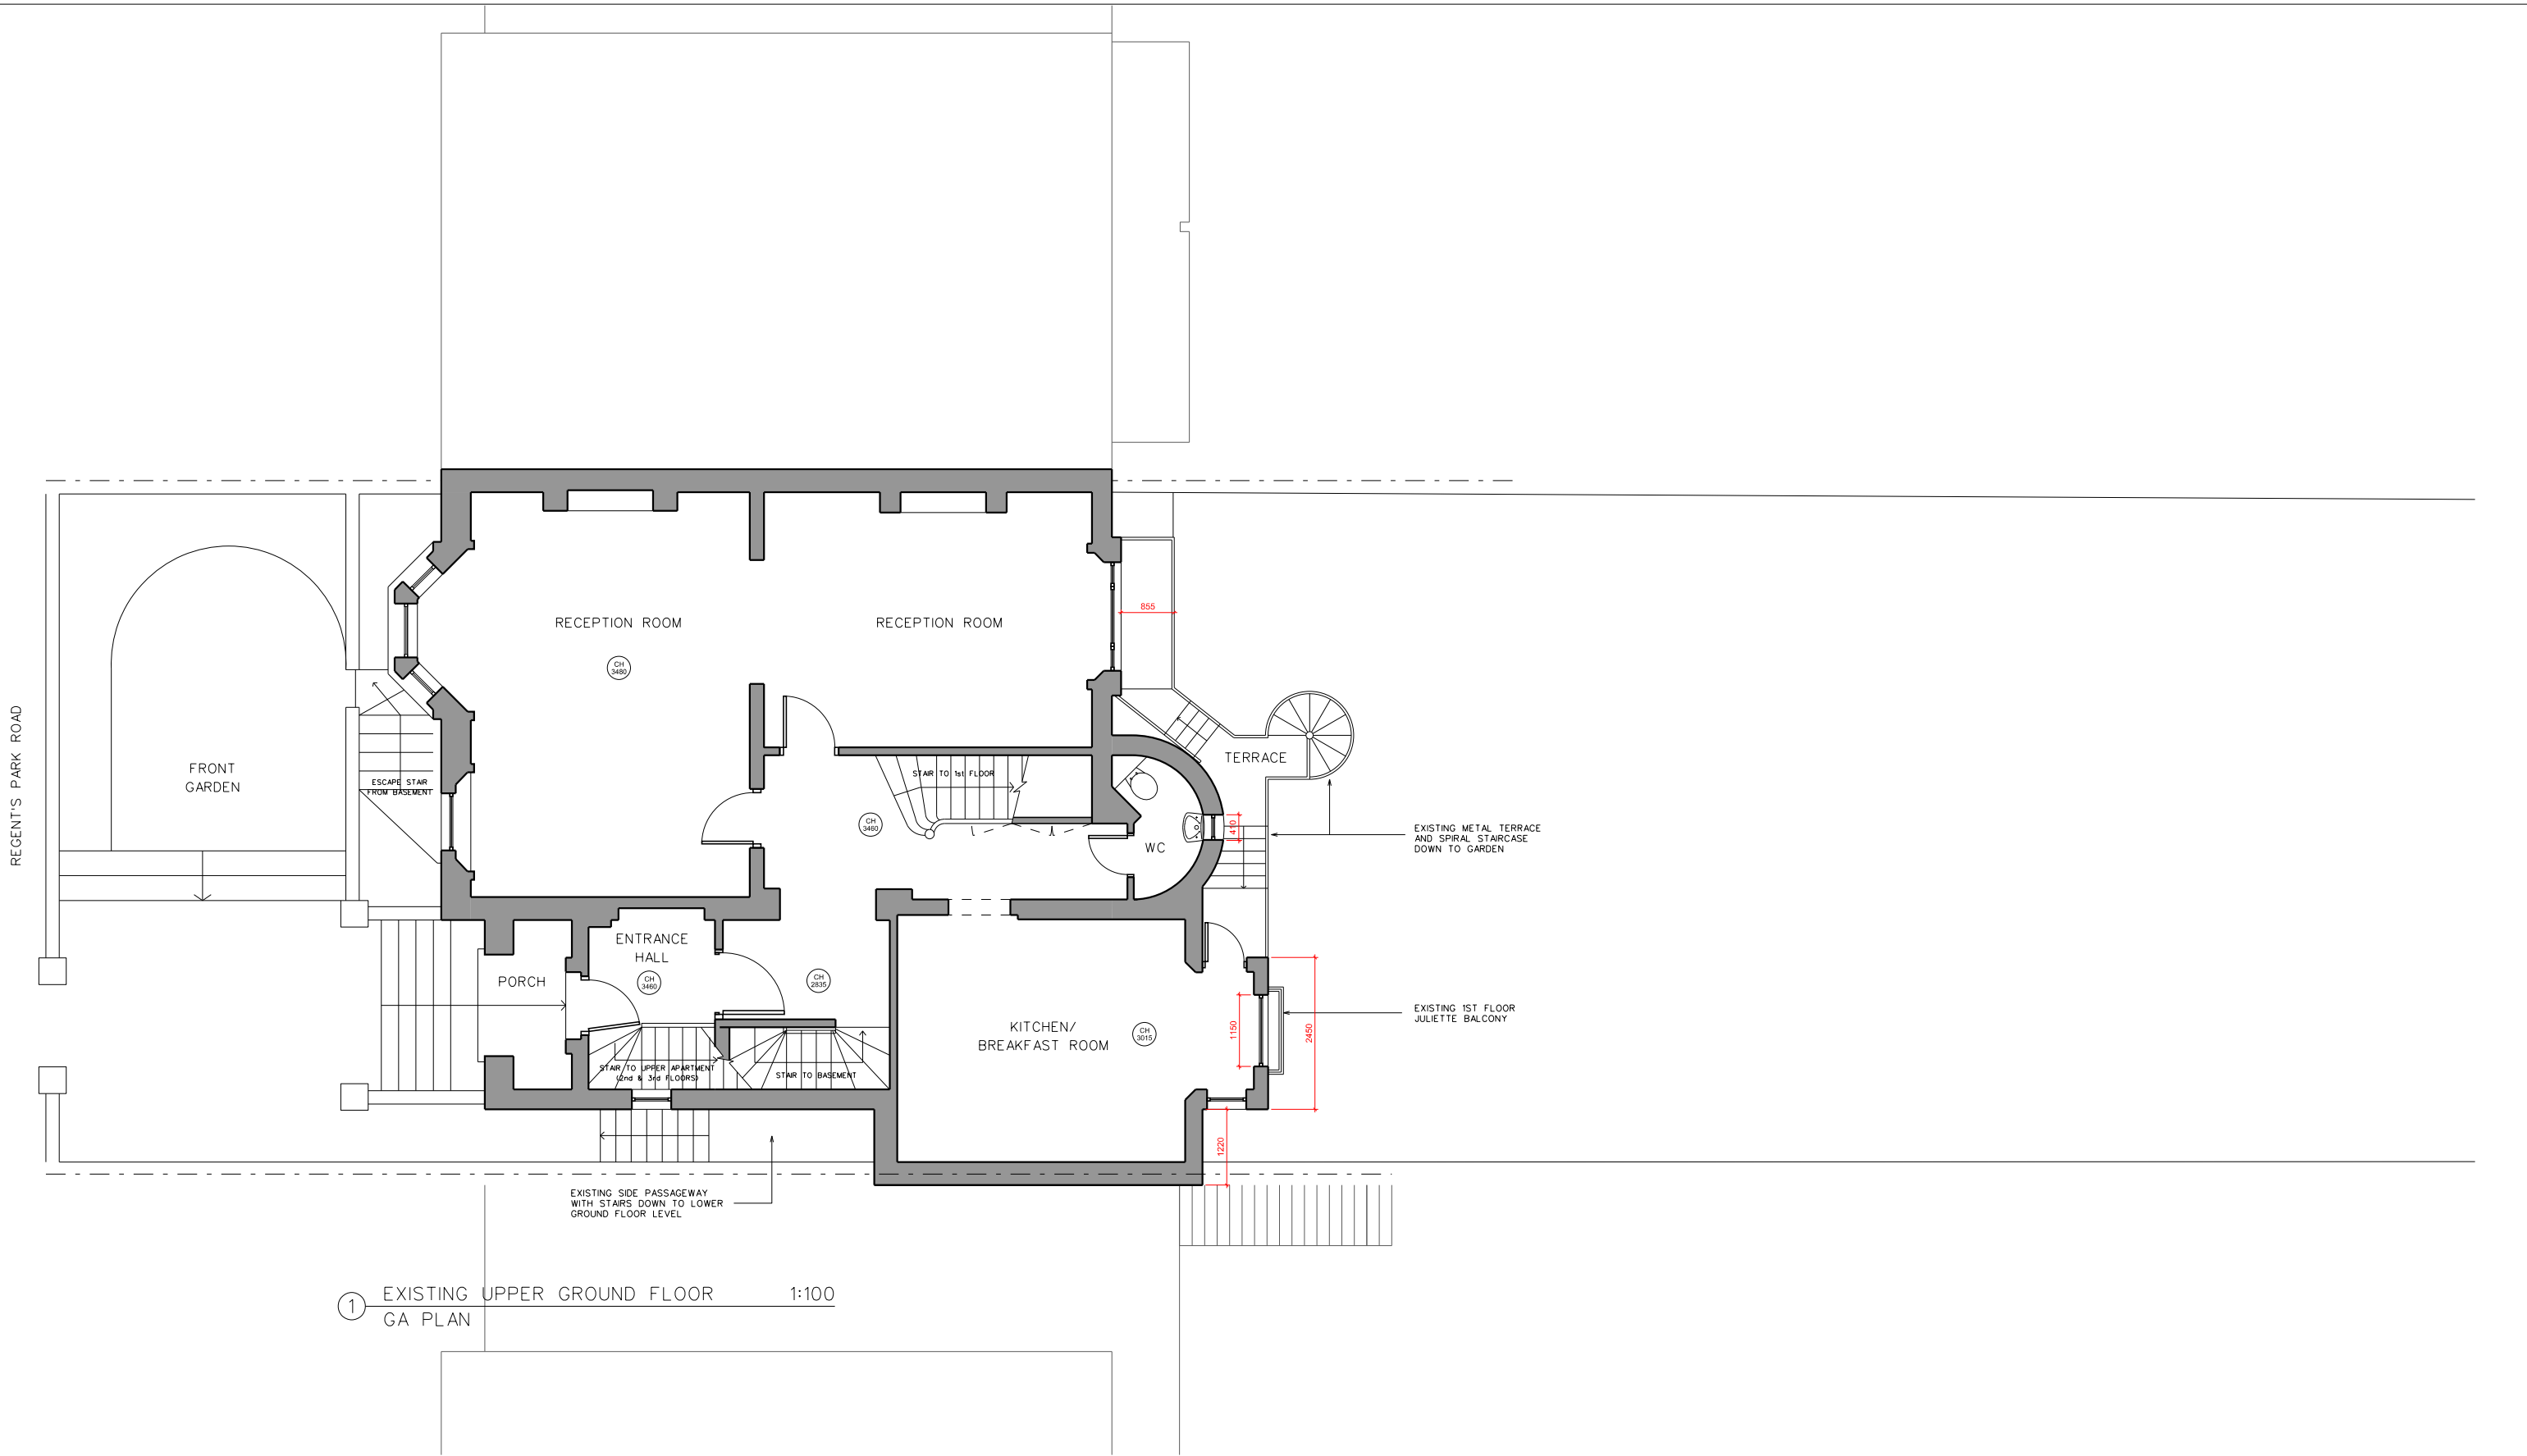 RECEPTION ROOM
CH
3480
RECEPTION ROOM
855
REGENT'S PARK ROAD
FRONT
GARDEN
ESCAPE STAIR
FROM BASEMENT
STAIR TO 1st FLOOR
CH
3460
TERRACE
WC
410
EXISTING METAL TERRACE
AND SPIRAL STAIRCASE
DOWN TO GARDEN
ENTRANCE
HALL
CH
3460
PORCH
CH
2835
KITCHEN/
BREAKFAST ROOM
CH
3015
1150
2450
EXISTING 1ST FLOOR
JULIETTE BALCONY
STAIR TO UPPER APARTMENT
(2nd & 3rd FLOORS)
STAIR TO BASEMENT
1220
EXISTING SIDE PASSAGEWAY
WITH STAIRS DOWN TO LOWER
GROUND FLOOR LEVEL
1
EXISTING UPPER GROUND FLOOR 1:100
GA PLAN